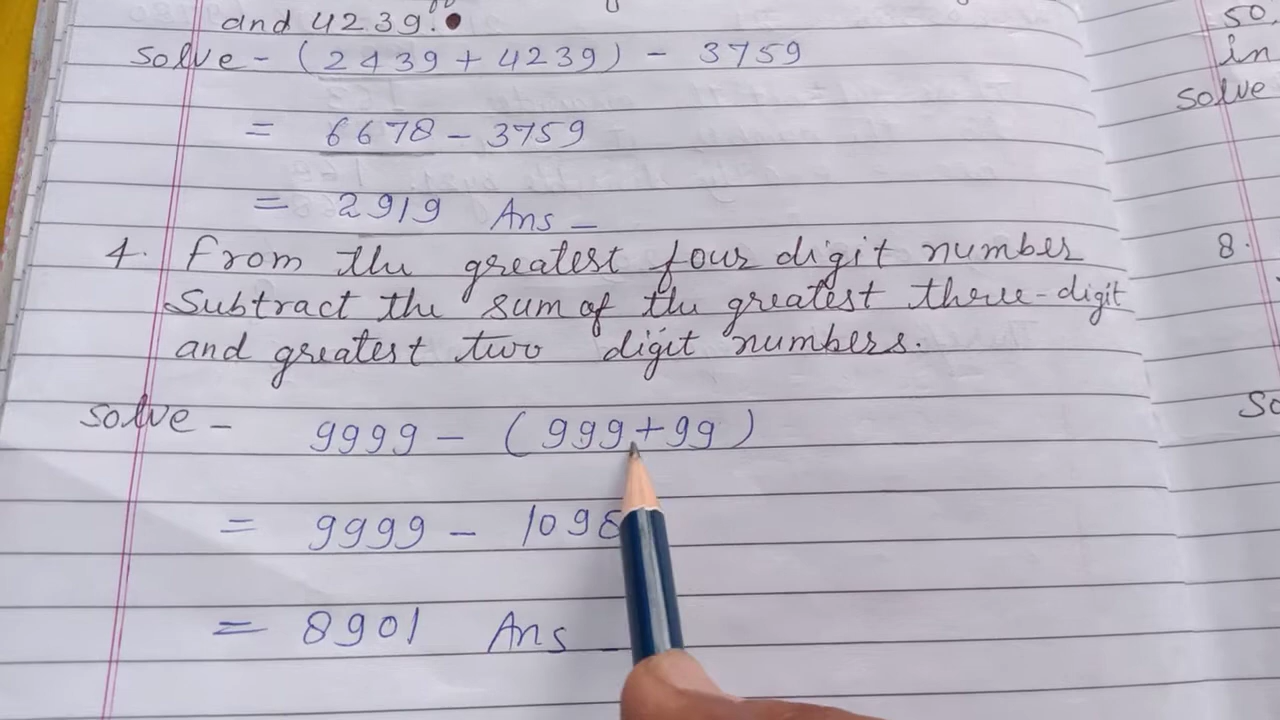 and 4239.
Solve - (2439 + 4239) - 3759
= 6678 - 3759
= 2919 Ans -
4. From the greatest four digit number
Subtract the sum of the greatest three-digit
and greatest two digit numbers.
Solve - 9999 - (999+99)
= 9999 - 1098
= 8901 Ans
50,
in
Solve
8.
So